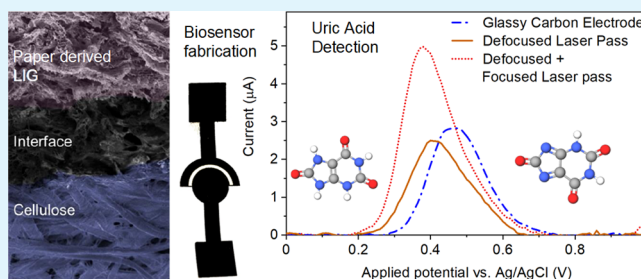 Paper derived
LIG
Interface
Cellulose
Biosensor
fabrication
Uric Acid
Detection
Glassy Carbon Electrode
Defocused Laser Pass
Defocused +
Focused Laser pass
Current (μA)
5
4
3
2
1
0
0
0.2
0.4
0.6
0.8
Applied potential vs. Ag/AgCl (V)